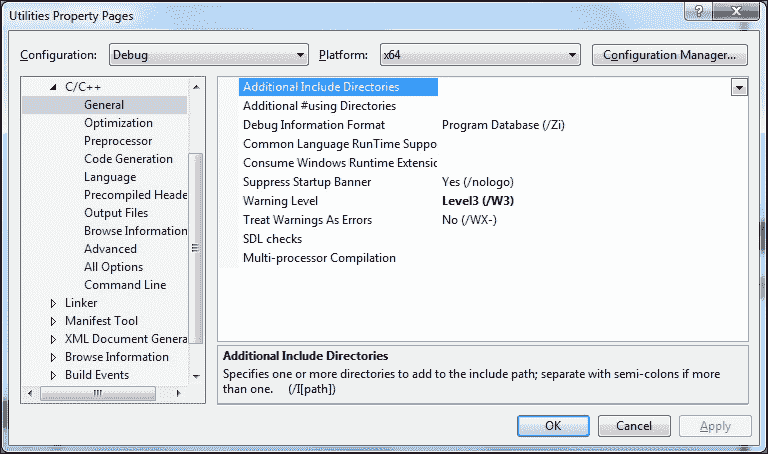 Utilities Property Pages
Configuration: Debug Platform: x64 Configuration Manager...
C/C++
General
Optimization
Preprocessor
Code Generation
Language
Precompiled Heade
Output Files
Browse Information
Advanced
All Options
Command Line
Linker
Manifest Tool
XML Document Genera
Browse Information
Build Events
Additional Include Directories
Additional #using Directories
Debug Information Format Program Database (/Zi)
Common Language RunTime Suppo
Consume Windows Runtime Extensic
Suppress Startup Banner Yes (/nologo)
Warning Level Level3 (/W3)
Treat Warnings As Errors No (/WX-)
SDL checks
Multi-processor Compilation
Additional Include Directories
Specifies one or more directories to add to the include path; separate with semi-colons if more
than one. (/I[path])
OK Cancel Apply